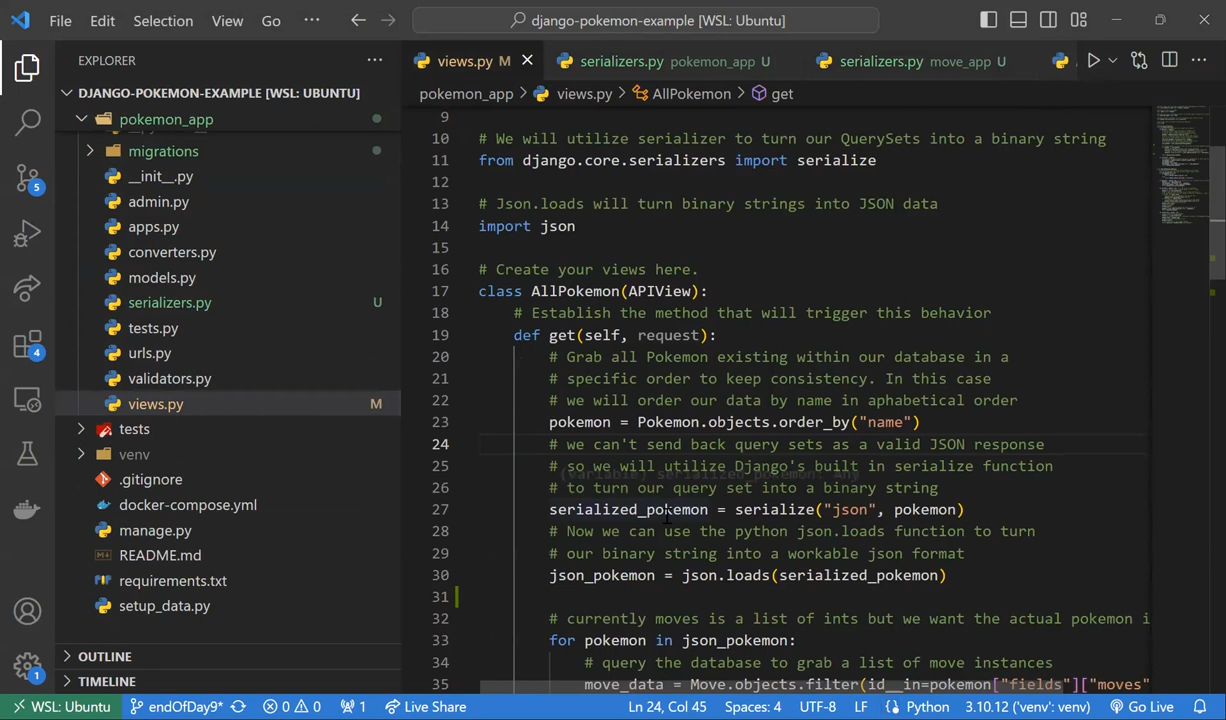 File Edit Selection View Go ··· django-pokemon-example [WSL: Ubuntu]
EXPLORER ···
DJANGO-POKEMON-EXAMPLE [WSL: UBUNTU]
pokemon_app
migrations
__init__.py
admin.py
apps.py
converters.py
models.py
serializers.py U
tests.py
urls.py
validators.py
views.py M
tests
venv
.gitignore
docker-compose.yml
manage.py
README.md
requirements.txt
setup_data.py
OUTLINE
TIMELINE
5
4
1
views.py M serializers.py pokemon_app U serializers.py move_app U
pokemon_app > views.py > AllPokemon > get
9
10 # We will utilize serializer to turn our QuerySets into a binary string
11 from django.core.serializers import serialize
12
13 # Json.loads will turn binary strings into JSON data
14 import json
15
16 # Create your views here.
17 class AllPokemon(APIView):
18 # Establish the method that will trigger this behavior
19 def get(self, request):
20 # Grab all Pokemon existing within our database in a
21 # specific order to keep consistency. In this case
22 # we will order our data by name in aphabetical order
23 pokemon = Pokemon.objects.order_by("name")
24 # we can't send back query sets as a valid JSON response
25 # so we will utilize Django's built in serialize function
(variable) serialized_pokemon: Any
26 # to turn our query set into a binary string
27 serialized_pokemon = serialize("json", pokemon)
28 # Now we can use the python json.loads function to turn
29 # our binary string into a workable json format
30 json_pokemon = json.loads(serialized_pokemon)
31
32 # currently moves is a list of ints but we want the actual pokemon i
33 for pokemon in json_pokemon:
34 # query the database to grab a list of move instances
35 move_data = Move.objects.filter(id__in=pokemon["fields"]["moves"
WSL: Ubuntu endOfDay9* 0 0 1 Live Share Ln 24, Col 45 Spaces: 4 UTF-8 LF Python 3.10.12 ('venv': venv) Go Live